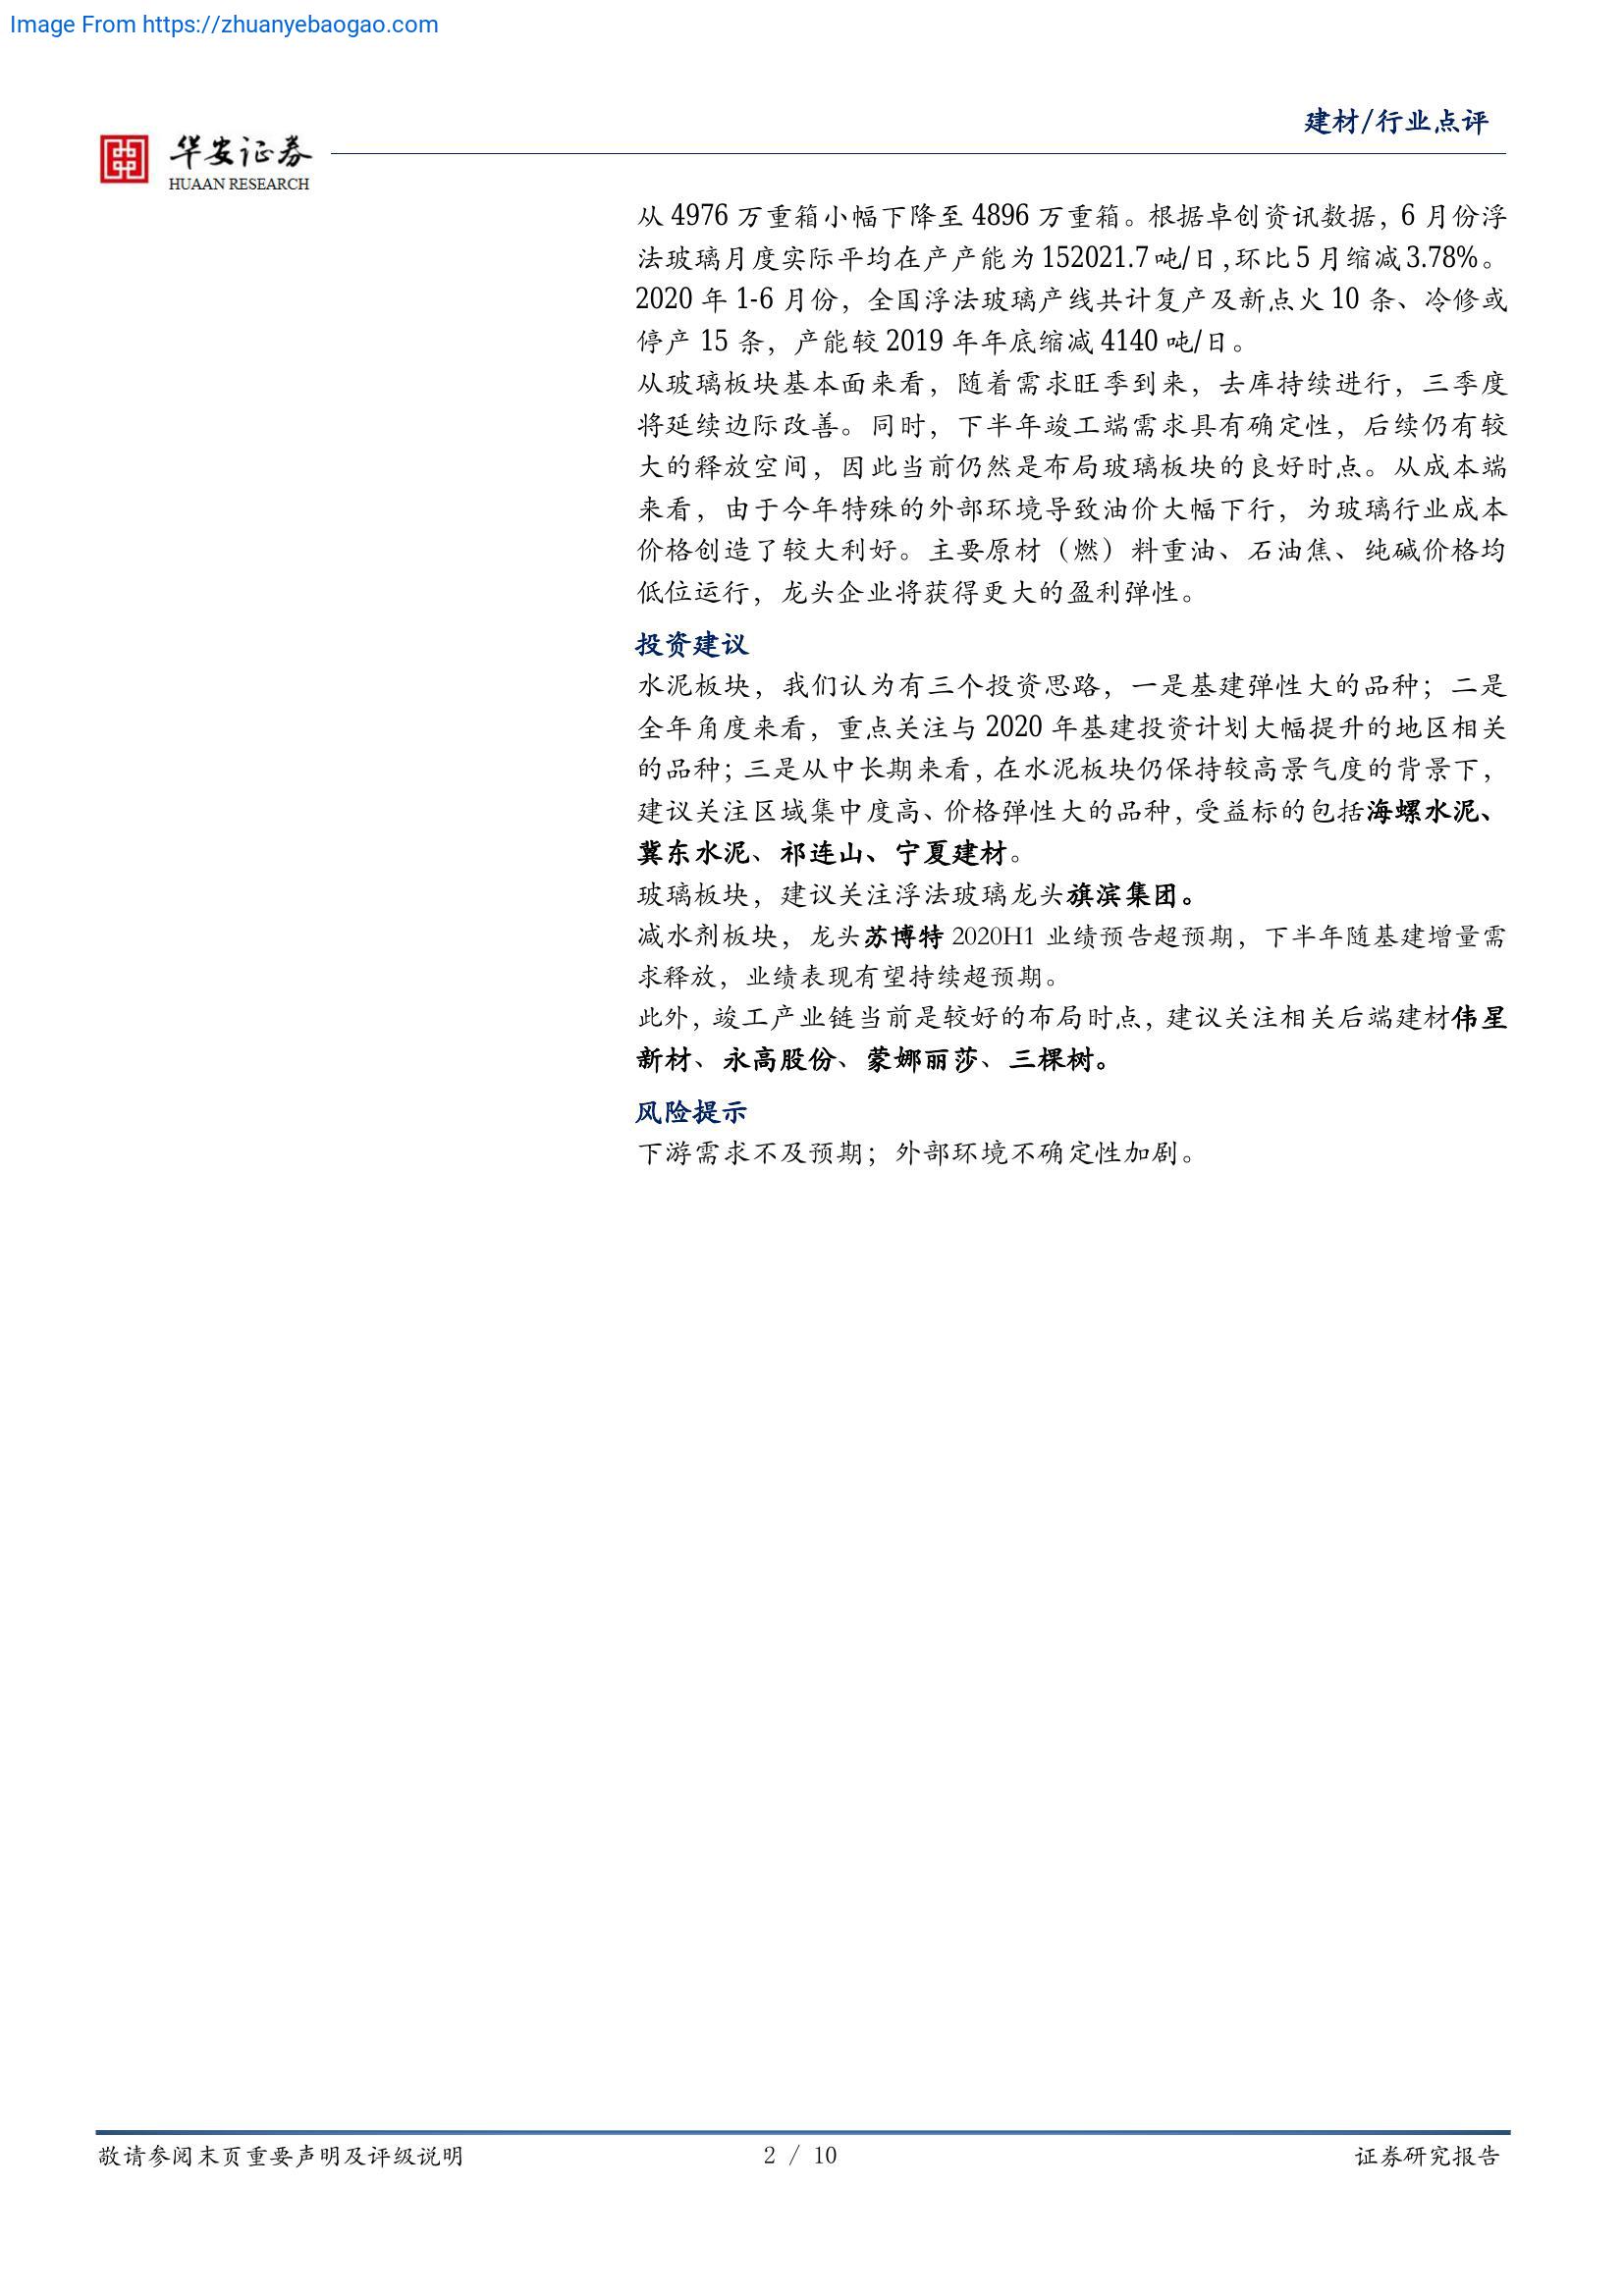 Image From https://zhuanyebaogao.com
建材/行业点评
华安证券
HUAAN RESEARCH
从 4976 万重箱小幅下降至 4896 万重箱。根据卓创资讯数据，6 月份浮
法玻璃月度实际平均在产产能为 152021.7 吨/日，环比 5 月缩减 3.78%。
2020 年 1-6 月份，全国浮法玻璃产线共计复产及新点火 10 条、冷修或
停产 15 条，产能较 2019 年年底缩减 4140 吨/日。
从玻璃板块基本面来看，随着需求旺季到来，去库持续进行，三季度
将延续边际改善。同时，下半年竣工端需求具有确定性，后续仍有较
大的释放空间，因此当前仍然是布局玻璃板块的良好时点。从成本端
来看，由于今年特殊的外部环境导致油价大幅下行，为玻璃行业成本
价格创造了较大利好。主要原材（燃）料重油、石油焦、纯碱价格均
低位运行，龙头企业将获得更大的盈利弹性。
投资建议
水泥板块，我们认为有三个投资思路，一是基建弹性大的品种；二是
全年角度来看，重点关注与 2020 年基建投资计划大幅提升的地区相关
的品种；三是从中长期来看，在水泥板块仍保持较高景气度的背景下，
建议关注区域集中度高、价格弹性大的品种，受益标的包括海螺水泥、
冀东水泥、祁连山、宁夏建材。
玻璃板块，建议关注浮法玻璃龙头旗滨集团。
减水剂板块，龙头苏博特 2020H1 业绩预告超预期，下半年随基建增量需
求释放，业绩表现有望持续超预期。
此外，竣工产业链当前是较好的布局时点，建议关注相关后端建材伟星
新材、永高股份、蒙娜丽莎、三棵树。
风险提示
下游需求不及预期；外部环境不确定性加剧。
敬请参阅末页重要声明及评级说明
2 / 10
证券研究报告